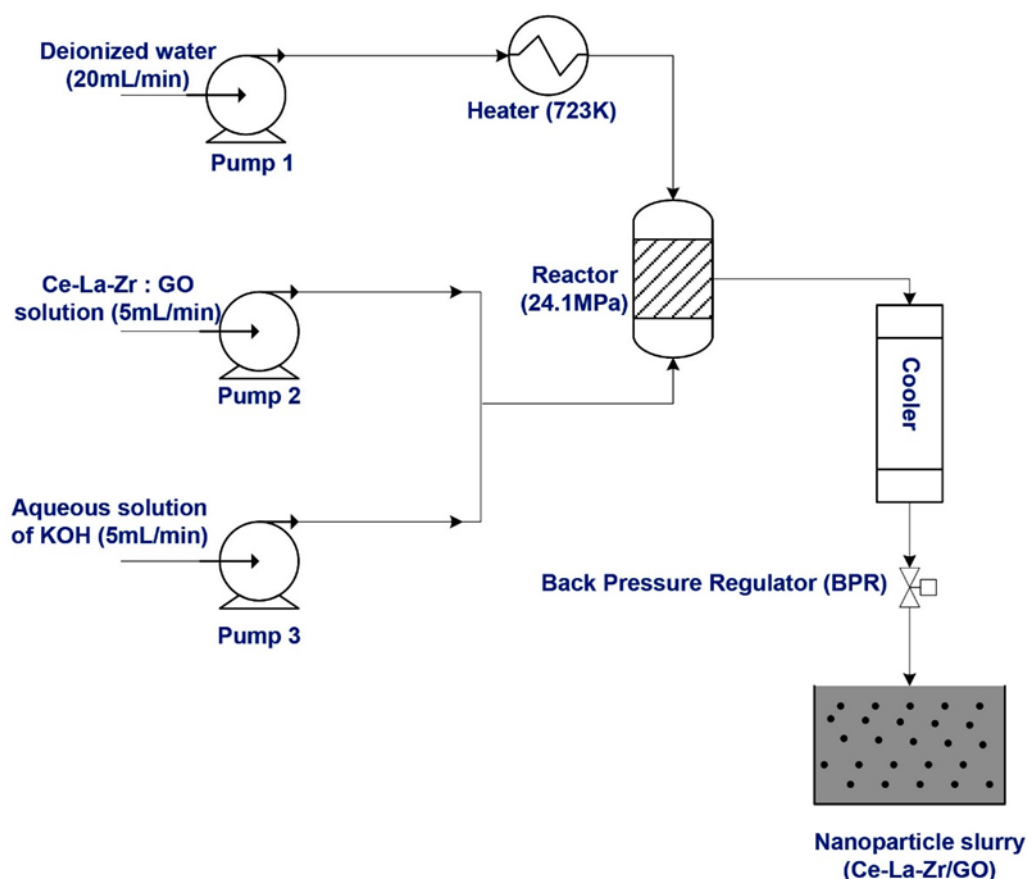 Deionized water
(20mL/min)
Pump 1
Heater (723K)
Ce-La-Zr : GO
solution (5mL/min)
Pump 2
Reactor
(24.1MPa)
Cooler
Aqueous solution
of KOH (5mL/min)
Pump 3
Back Pressure Regulator (BPR)
Nanoparticle slurry
(Ce-La-Zr/GO)